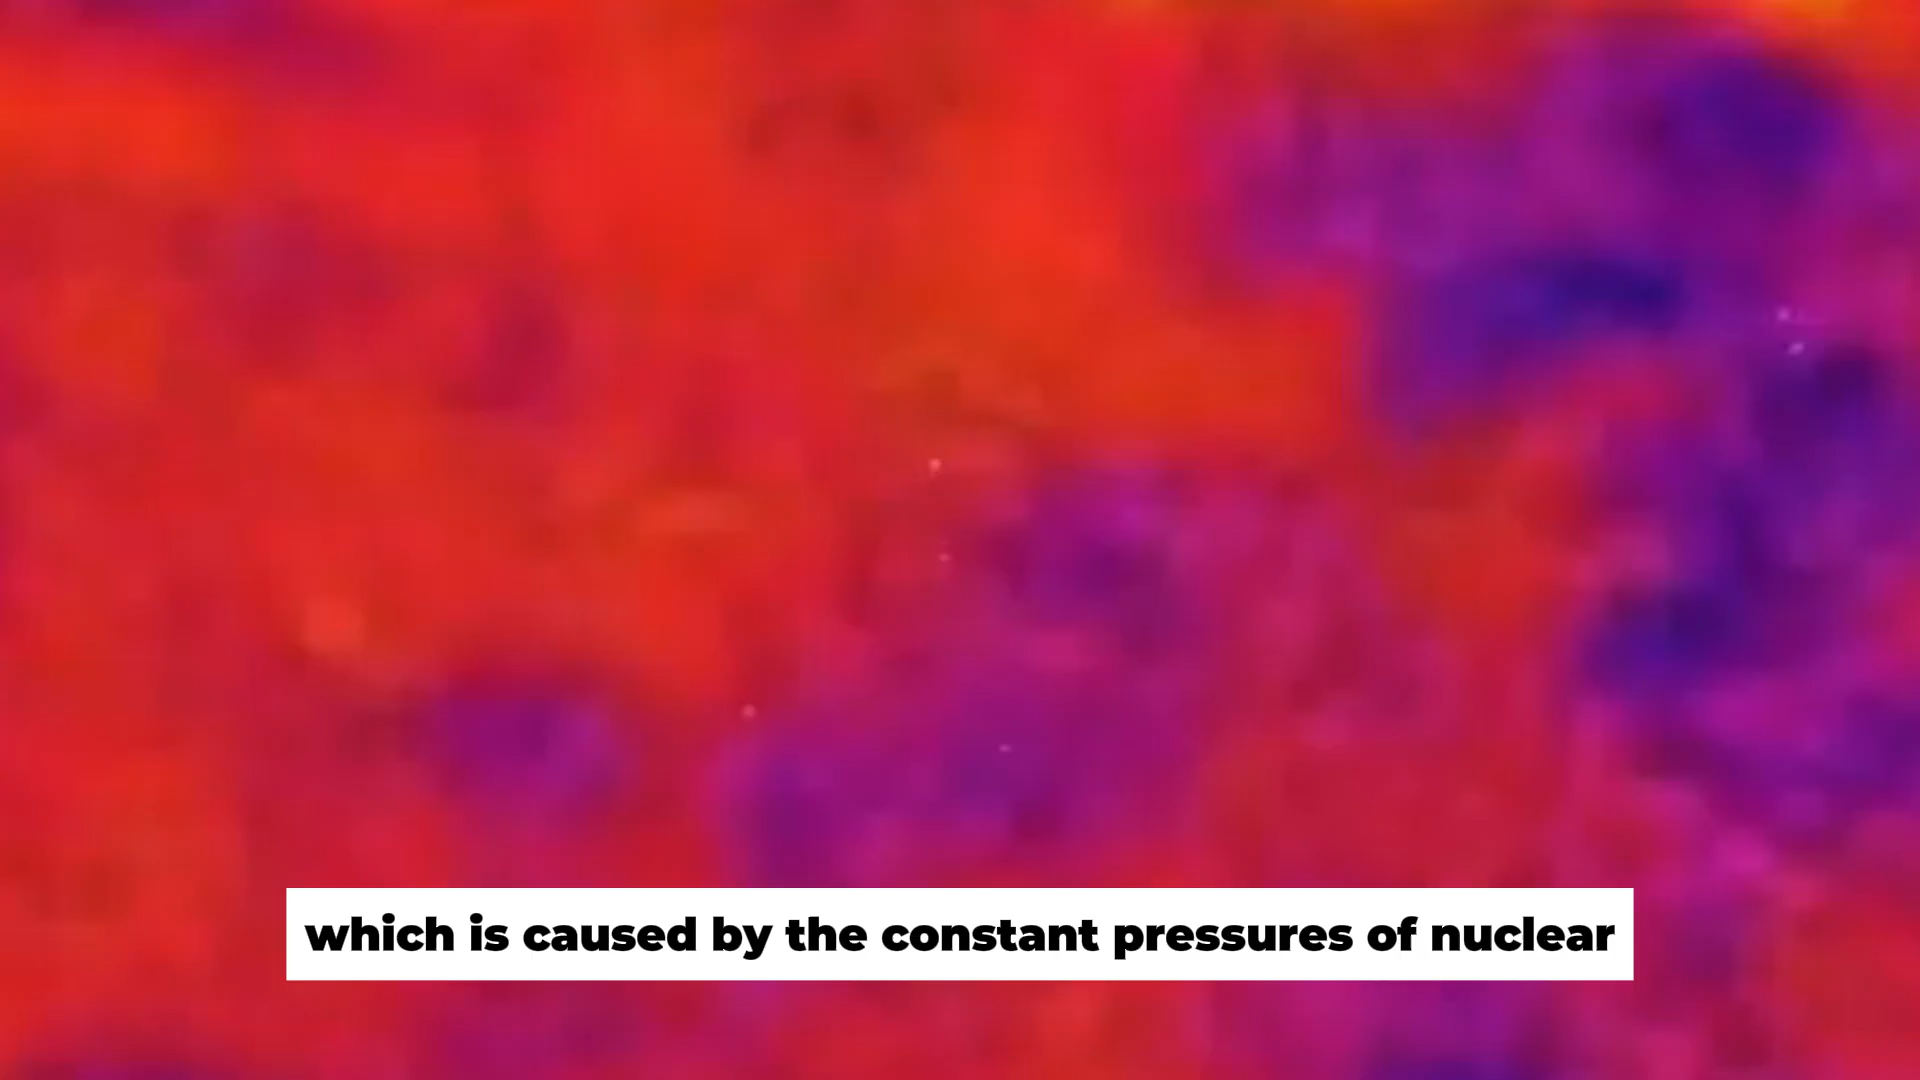 which is caused by the constant pressures of nuclear